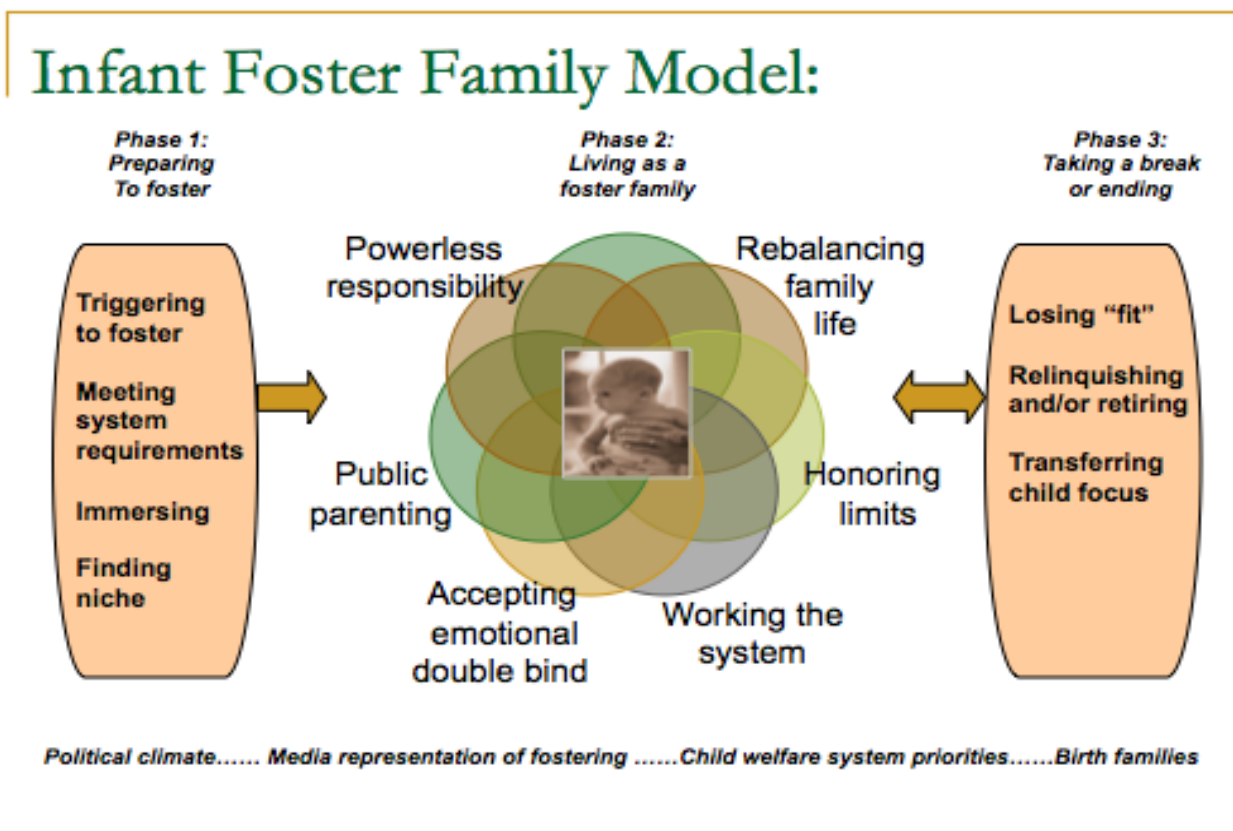 Infant Foster Family Model:
Phase 1:
Preparing
To foster
Phase 2:
Living as a
foster family
Phase 3:
Taking a break
or ending
Triggering
to foster
Meeting
system
requirements
Immersing
Finding
niche
Powerless
responsibility
Rebalancing
family
life
Public
parenting
Honoring
limits
Accepting
emotional
double bind
Working the
system
Losing “fit”
Relinquishing
and/or retiring
Transferring
child focus
Political climate...... Media representation of fostering ......Child welfare system priorities......Birth families